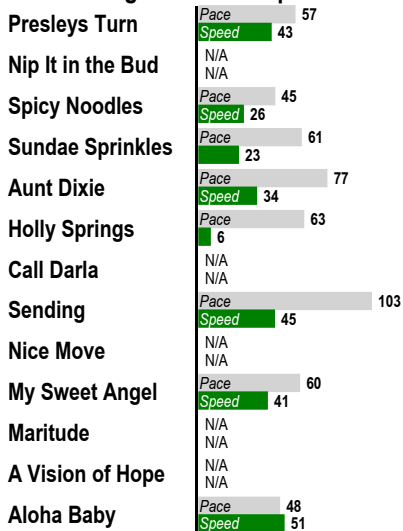 Presleys Turn
Pace 57
Speed 43
Nip It in the Bud
N/A
N/A
Spicy Noodles
Pace 45
Speed 26
Sundae Sprinkles
Pace 61
23
Aunt Dixie
Pace 77
Speed 34
Holly Springs
Pace 63
6
Call Darla
N/A
N/A
Sending
Pace 103
Speed 45
Nice Move
N/A
N/A
My Sweet Angel
Pace 60
Speed 41
Maritude
N/A
N/A
A Vision of Hope
N/A
N/A
Aloha Baby
Pace 48
Speed 51